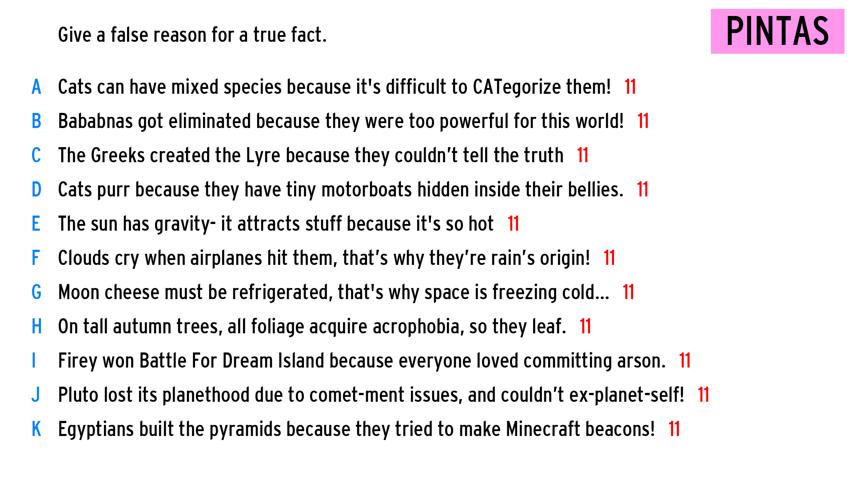 Give a false reason for a true fact.
PINTAS
A Cats can have mixed species because it's difficult to CATegorize them! 11
B Bababnas got eliminated because they were too powerful for this world! 11
C The Greeks created the Lyre because they couldn’t tell the truth 11
D Cats purr because they have tiny motorboats hidden inside their bellies. 11
E The sun has gravity- it attracts stuff because it's so hot 11
F Clouds cry when airplanes hit them, that’s why they’re rain’s origin! 11
G Moon cheese must be refrigerated, that's why space is freezing cold... 11
H On tall autumn trees, all foliage acquire acrophobia, so they leaf. 11
I Firey won Battle For Dream Island because everyone loved committing arson. 11
J Pluto lost its planethood due to comet-ment issues, and couldn’t ex-planet-self! 11
K Egyptians built the pyramids because they tried to make Minecraft beacons! 11